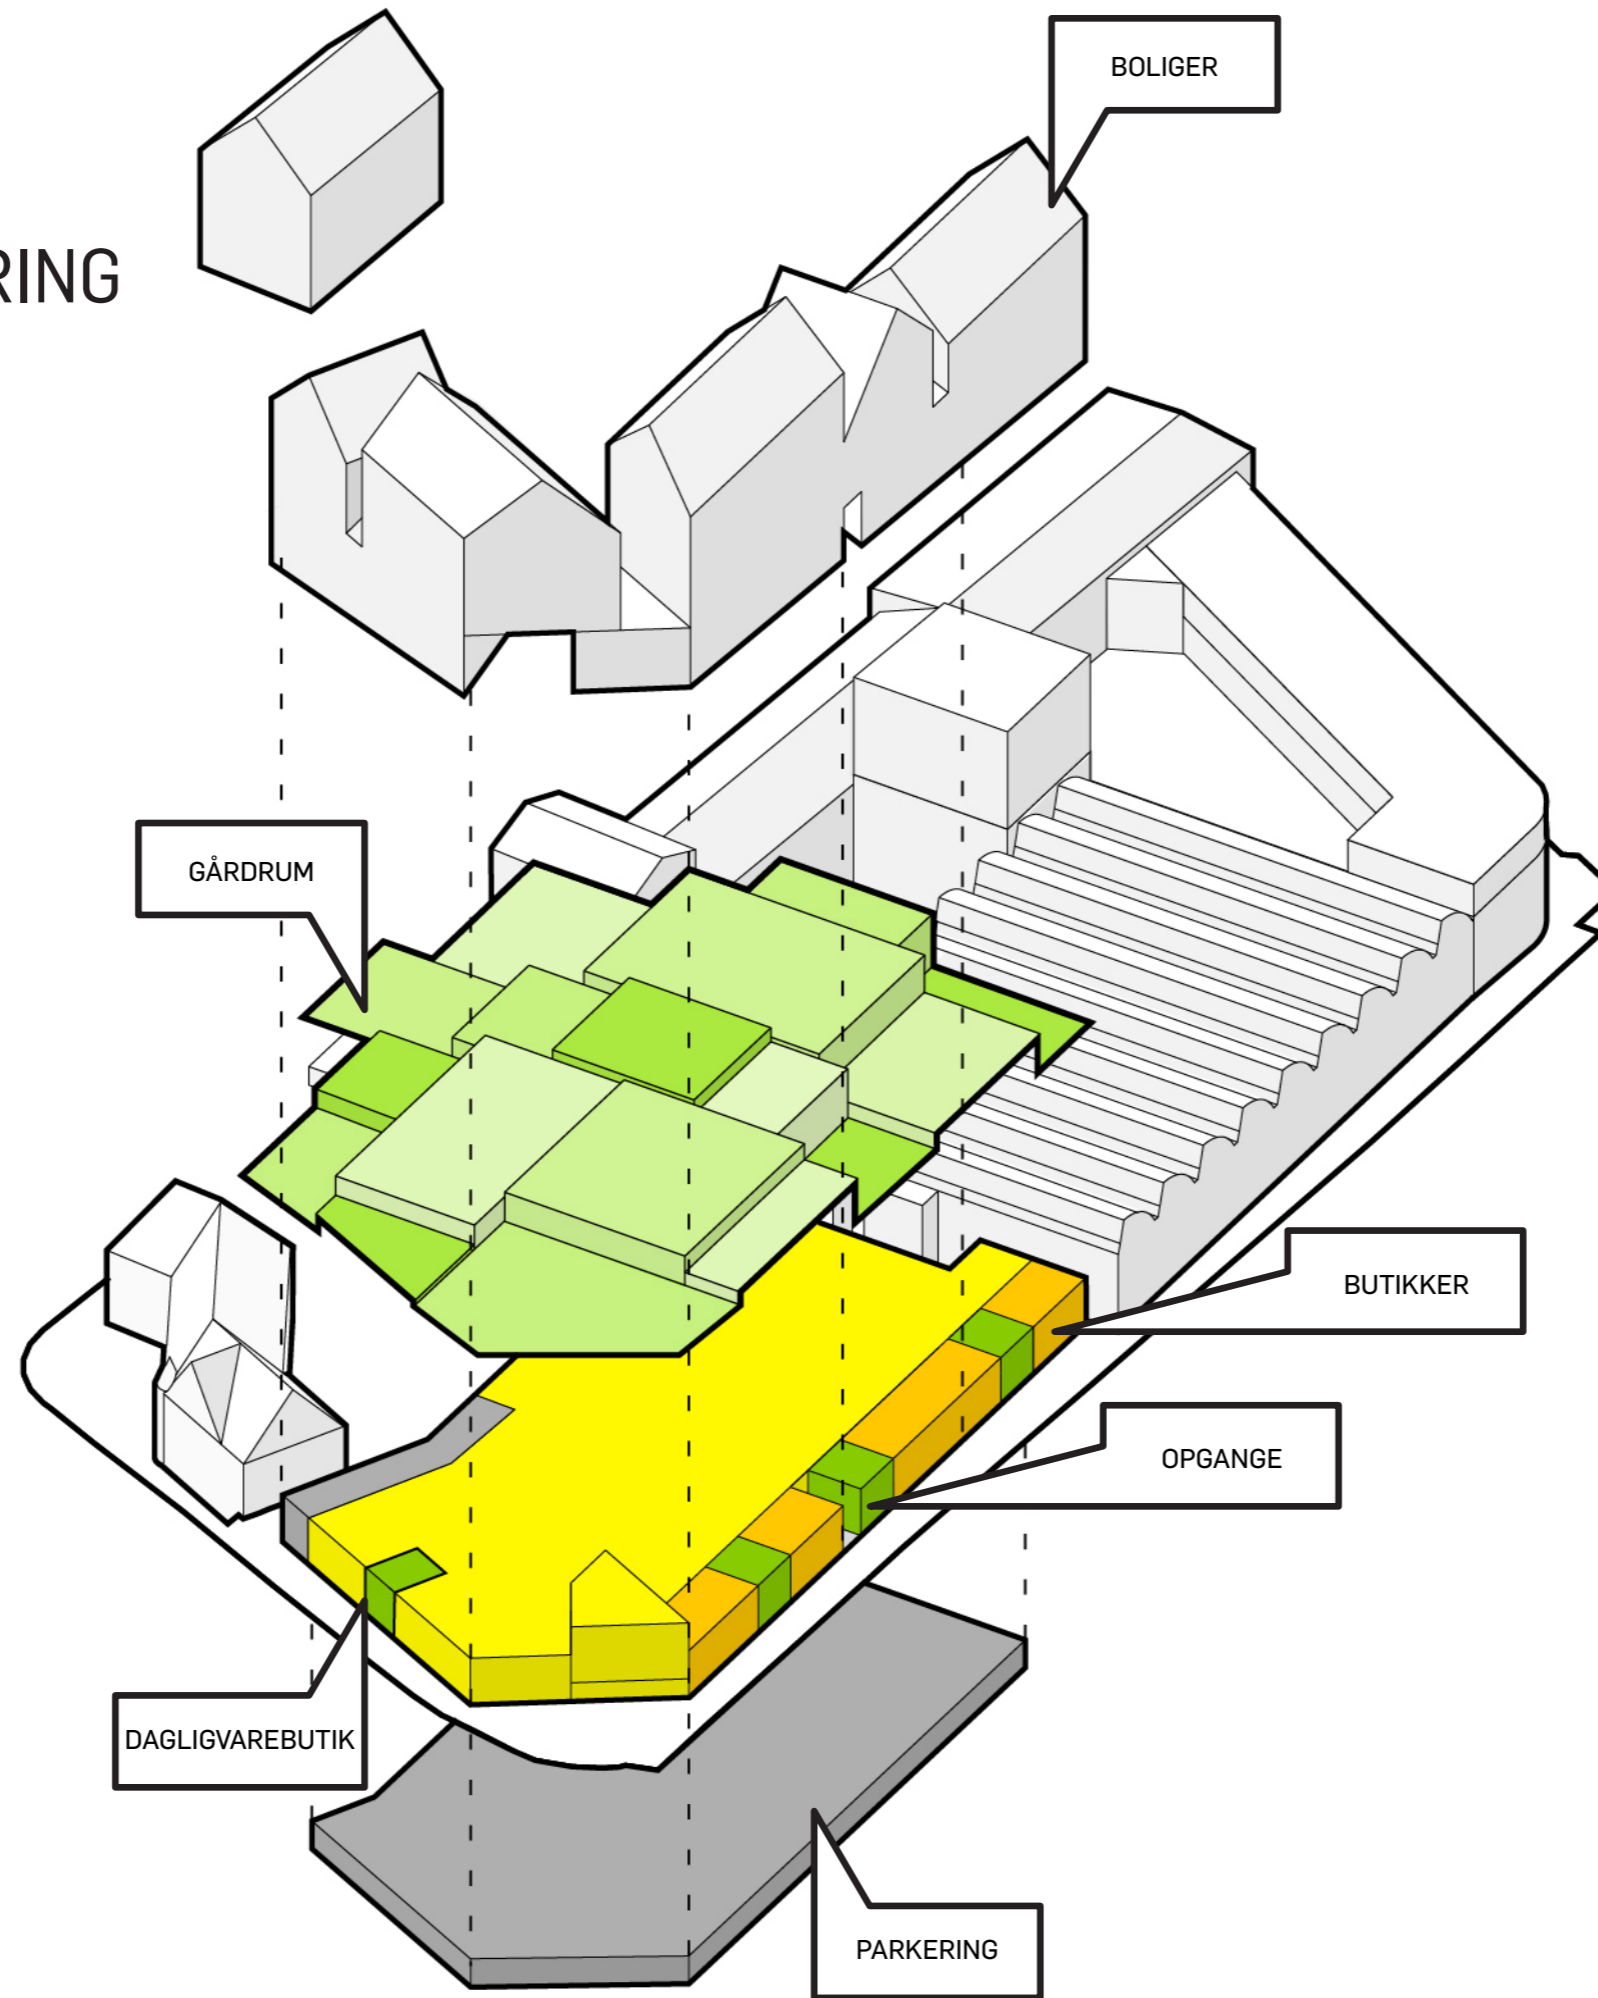 BOLIGER
RING
GÅRDRUM
BUTIKKER
OPGANGE
DAGLIGVAREBUTIK
PARKERING